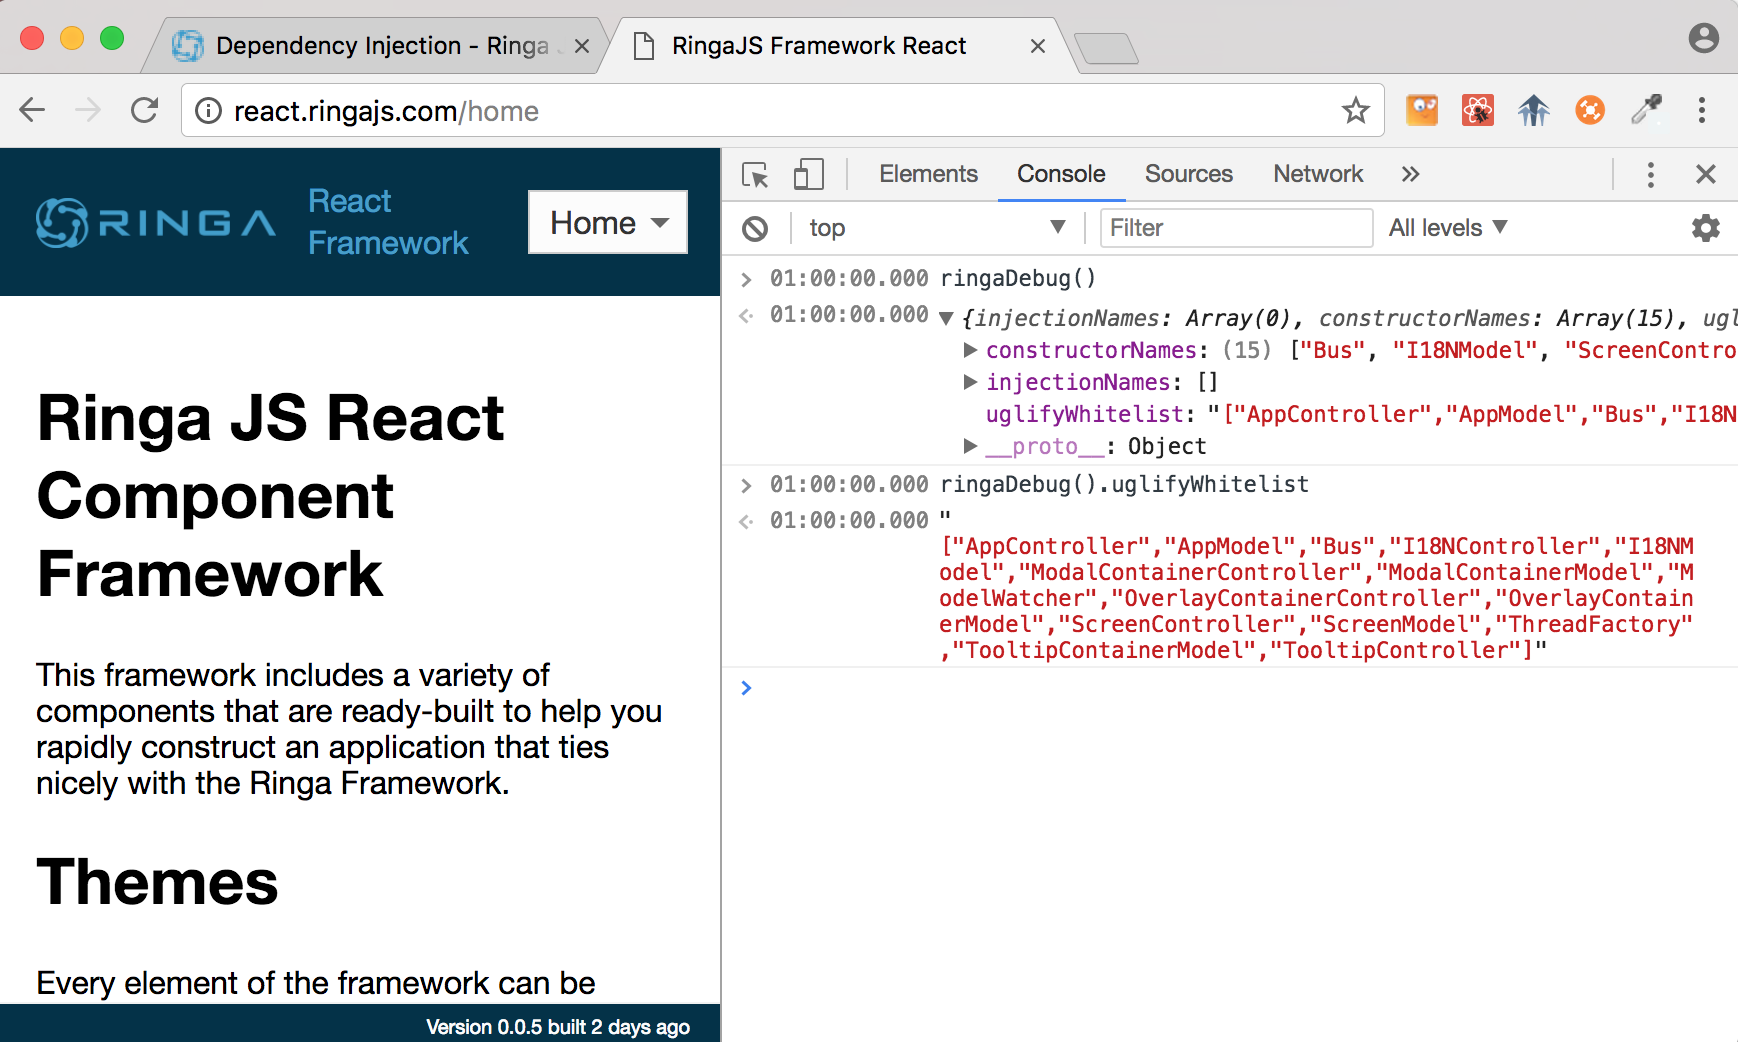 Dependency Injection - Ringa
RingaJS Framework React
react.ringajs.com/home
RINGA
React
Framework
Home
Ringa JS React
Component
Framework
This framework includes a variety of
components that are ready-built to help you
rapidly construct an application that ties
nicely with the Ringa Framework.
Themes
Every element of the framework can be
Version 0.0.5 built 2 days ago
Elements Console Sources Network »
top Filter All levels
> 01:00:00.000 ringaDebug()
01:00:00.000 {injectionNames: Array(0), constructorNames: Array(15), ugl
constructorNames: (15) ["Bus", "I18NModel", "ScreenContro
injectionNames: []
uglifyWhitelist: "["AppController","AppModel","Bus","I18N
__proto__: Object
> 01:00:00.000 ringaDebug().uglifyWhitelist
01:00:00.000 "
["AppController","AppModel","Bus","I18NController","I18NM
odel","ModalContainerController","ModalContainerModel","M
odelWatcher","OverlayContainerController","OverlayContain
erModel","ScreenController","ScreenModel","ThreadFactory"
,"TooltipContainerModel","TooltipController"]"
>